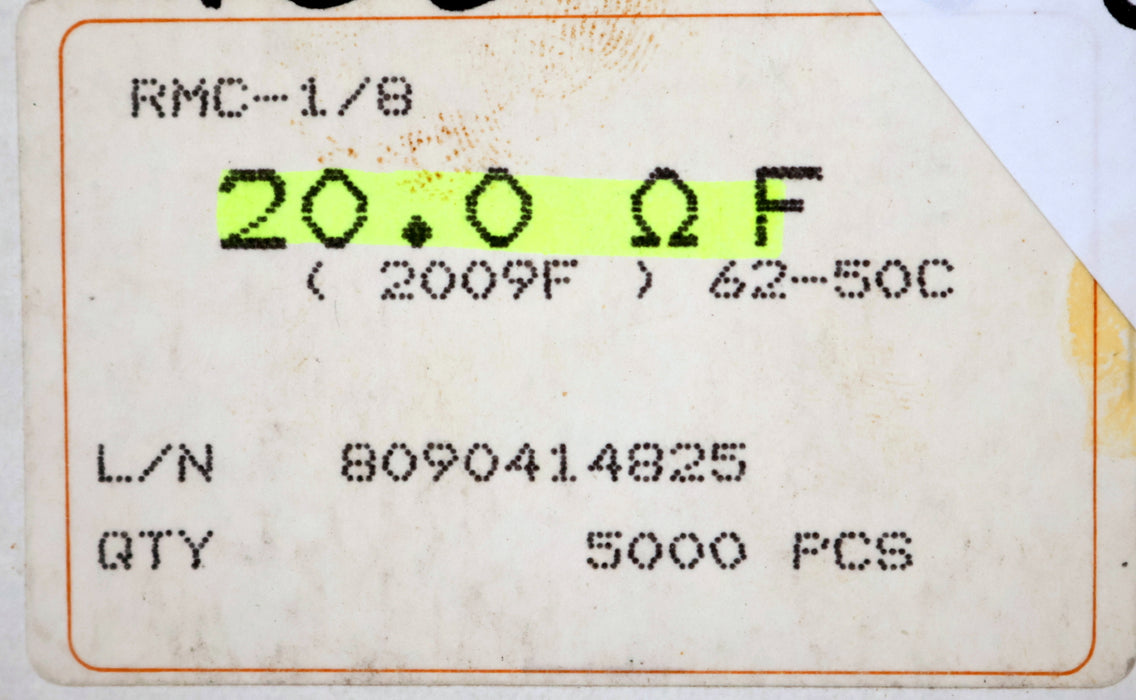 RMC-1/8
20.0 Ω F
( 2009F ) 62-50C
L/N 8090414825
QTY 5000 PCS